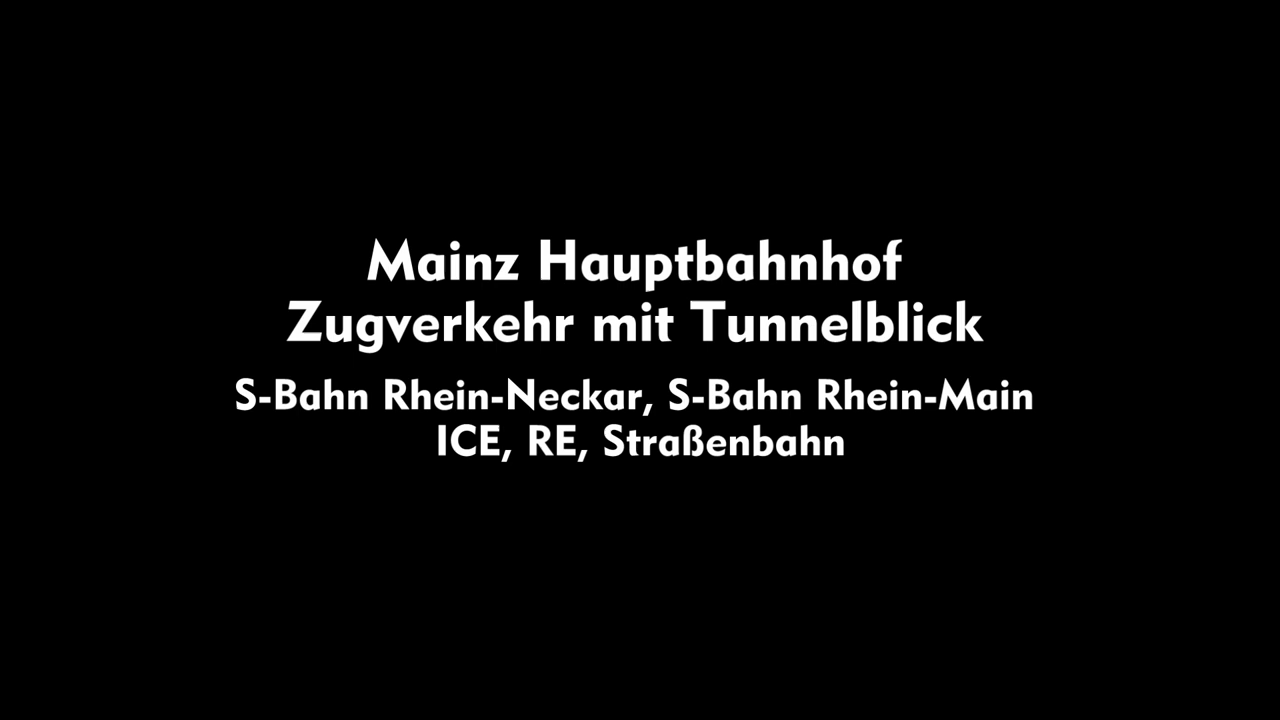 Mainz Hauptbahnhof
Zugverkehr mit Tunnelblick
S-Bahn Rhein-Neckar, S-Bahn Rhein-Main
ICE, RE, Straßenbahn